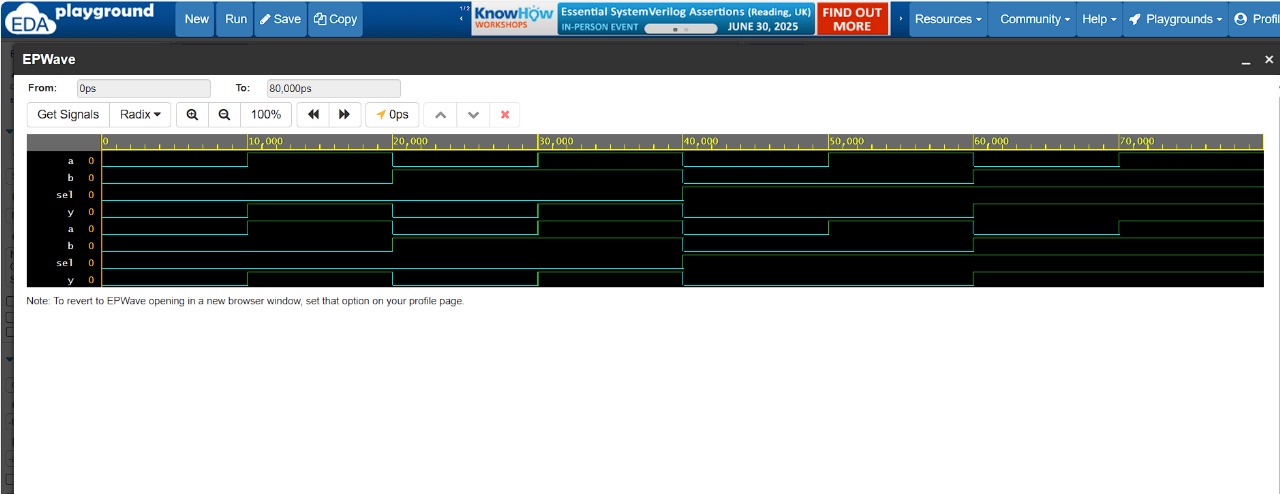 EDA playground
New Run Save Copy
1/2
KnowHow WORKSHOPS
Essential SystemVerilog Assertions (Reading, UK)
IN-PERSON EVENT JUNE 30, 2025
FIND OUT MORE
Resources Community Help Playgrounds Profi
EPWave
From: 0ps To: 80,000ps
Get Signals Radix 100% 0ps
0 10,000 20,000 30,000 40,000 50,000 60,000 70,000
a 0
b 0
sel 0
y 0
a 0
b 0
sel 0
y 0
Note: To revert to EPWave opening in a new browser window, set that option on your profile page.